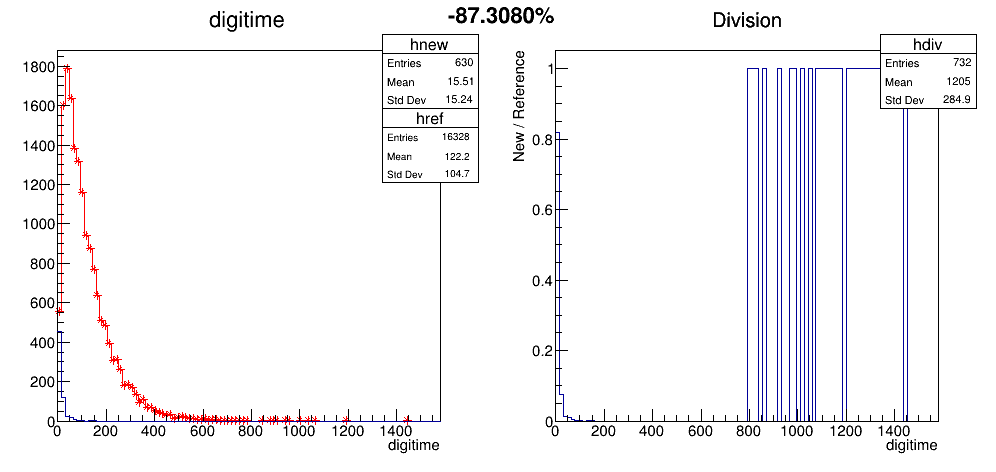 -87.3080%
digitime
hnew
Entries 630
Mean 15.51
Std Dev 15.24
href
Entries 16328
Mean 122.2
Std Dev 104.7
1800
1600
1400
1200
1000
800
600
400
200
0
0 200 400 600 800 1000 1200 1400
digitime
Division
hdiv
Entries 732
Mean 1205
Std Dev 284.9
New / Reference
1
0.8
0.6
0.4
0.2
0
0 200 400 600 800 1000 1200 1400
digitime